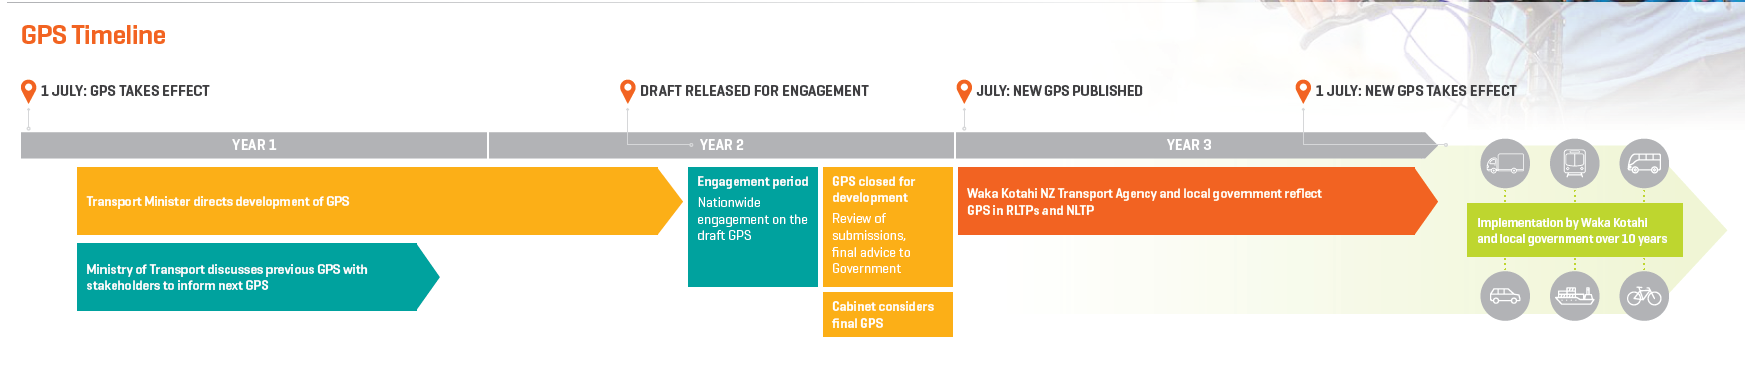 GPS Timeline
1 JULY: GPS TAKES EFFECT
DRAFT RELEASED FOR ENGAGEMENT
JULY: NEW GPS PUBLISHED
1 JULY: NEW GPS TAKES EFFECT
YEAR 1
YEAR 2
YEAR 3
Transport Minister directs development of GPS
Ministry of Transport discusses previous GPS with
stakeholders to inform next GPS
Engagement period
Nationwide
engagement on the
draft GPS
GPS closed for
development
Review of
submissions,
final advice to
Government
Cabinet considers
final GPS
Waka Kotahi NZ Transport Agency and local government reflect
GPS in RLTPs and NLTP
Implementation by Waka Kotahi
and local government over 10 years